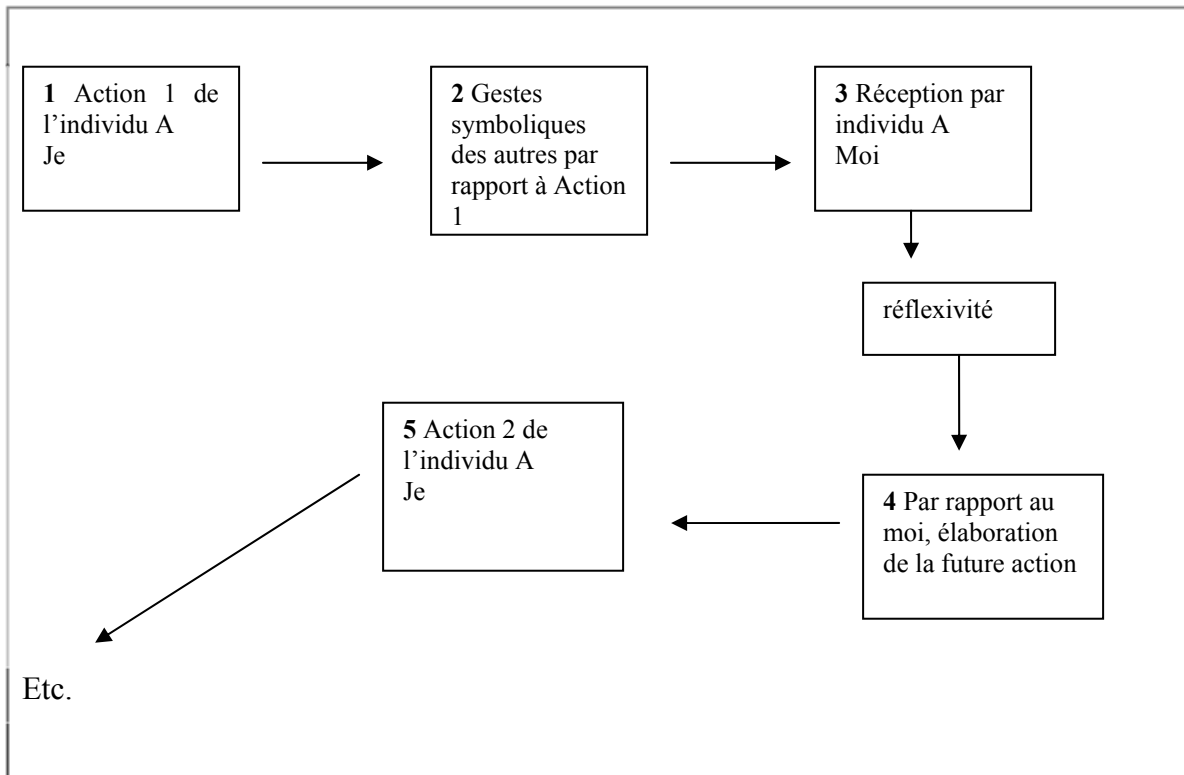 1 Action 1 de
l’individu A
Je
2 Gestes
symboliques
des autres par
rapport à Action
1
3 Réception par
individu A
Moi
réflexivité
4 Par rapport au
moi, élaboration
de la future action
5 Action 2 de
l’individu A
Je
Etc.